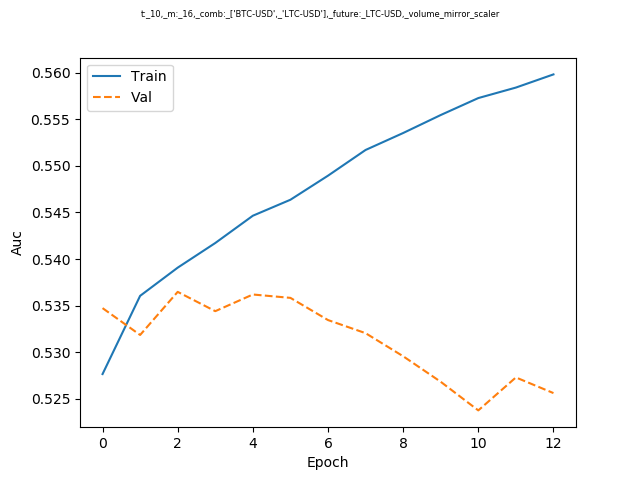 t:_10,_m:_16,_comb:_['BTC-USD',_'LTC-USD'],_future:_LTC-USD,_volume_mirror_scaler
Train
Val
0.560
0.555
0.550
0.545
0.540
0.535
0.530
0.525
Auc
0 2 4 6 8 10 12
Epoch